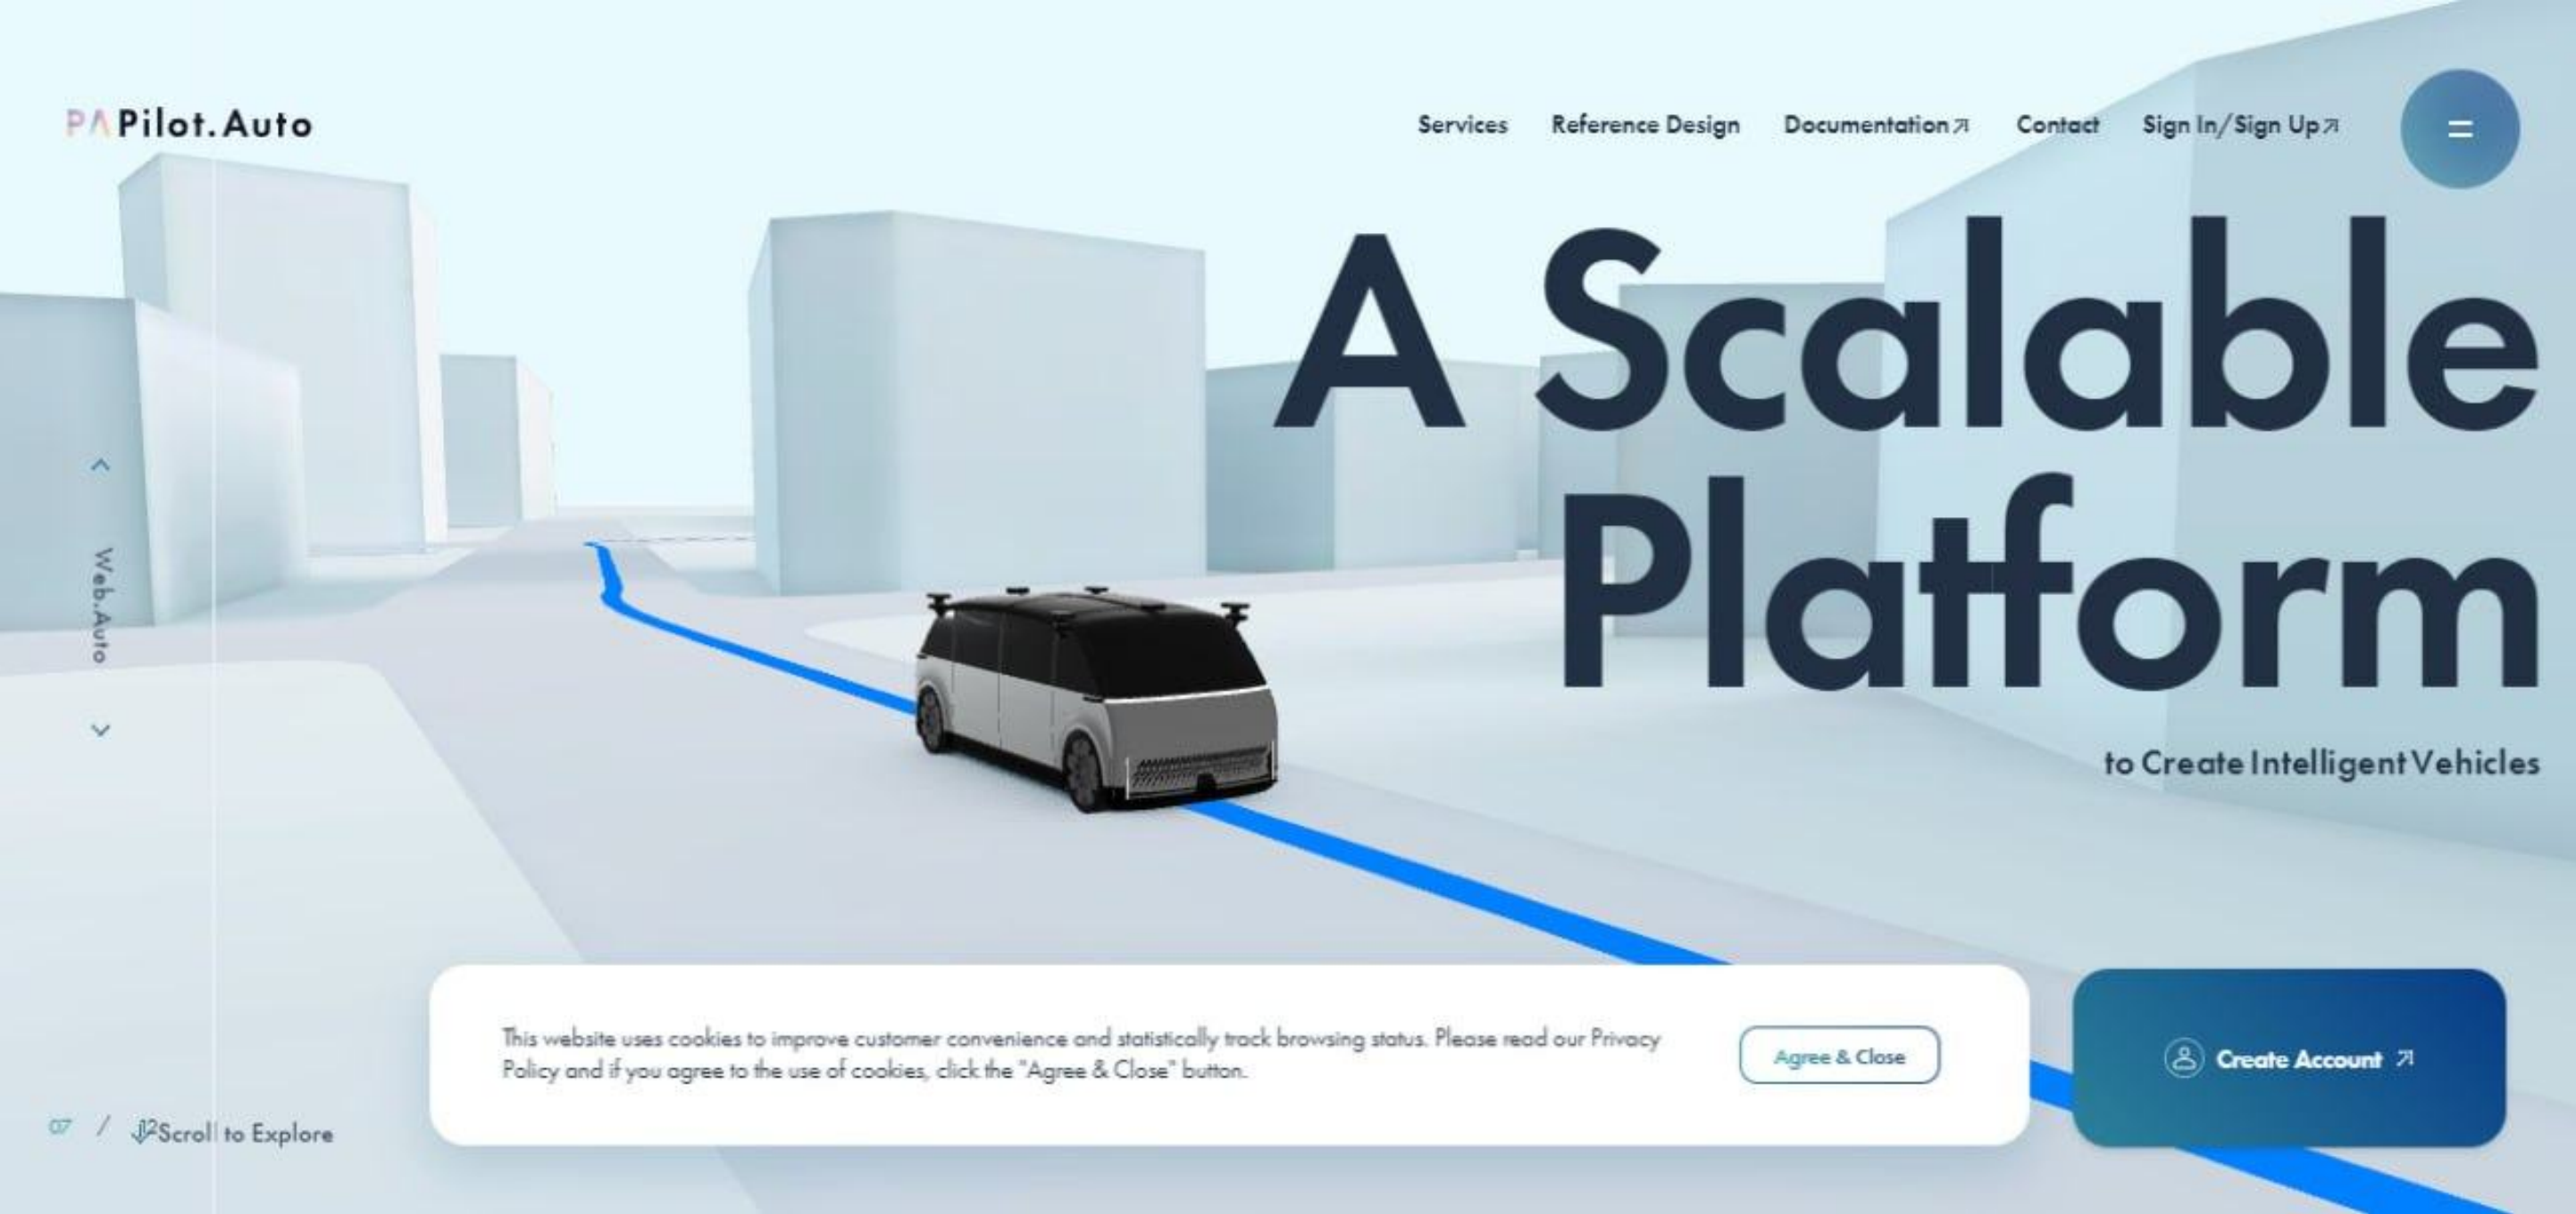 PA Pilot.Auto
Services
Reference Design
Documentation
Contact
Sign In/Sign Up
A Scalable
Platform
to Create Intelligent Vehicles
Web.Auto
This website uses cookies to improve customer convenience and statistically track browsing status. Please read our Privacy
Policy and if you agree to the use of cookies, click the "Agree & Close" button.
Agree & Close
Create Account
07 / 12
Scroll to Explore